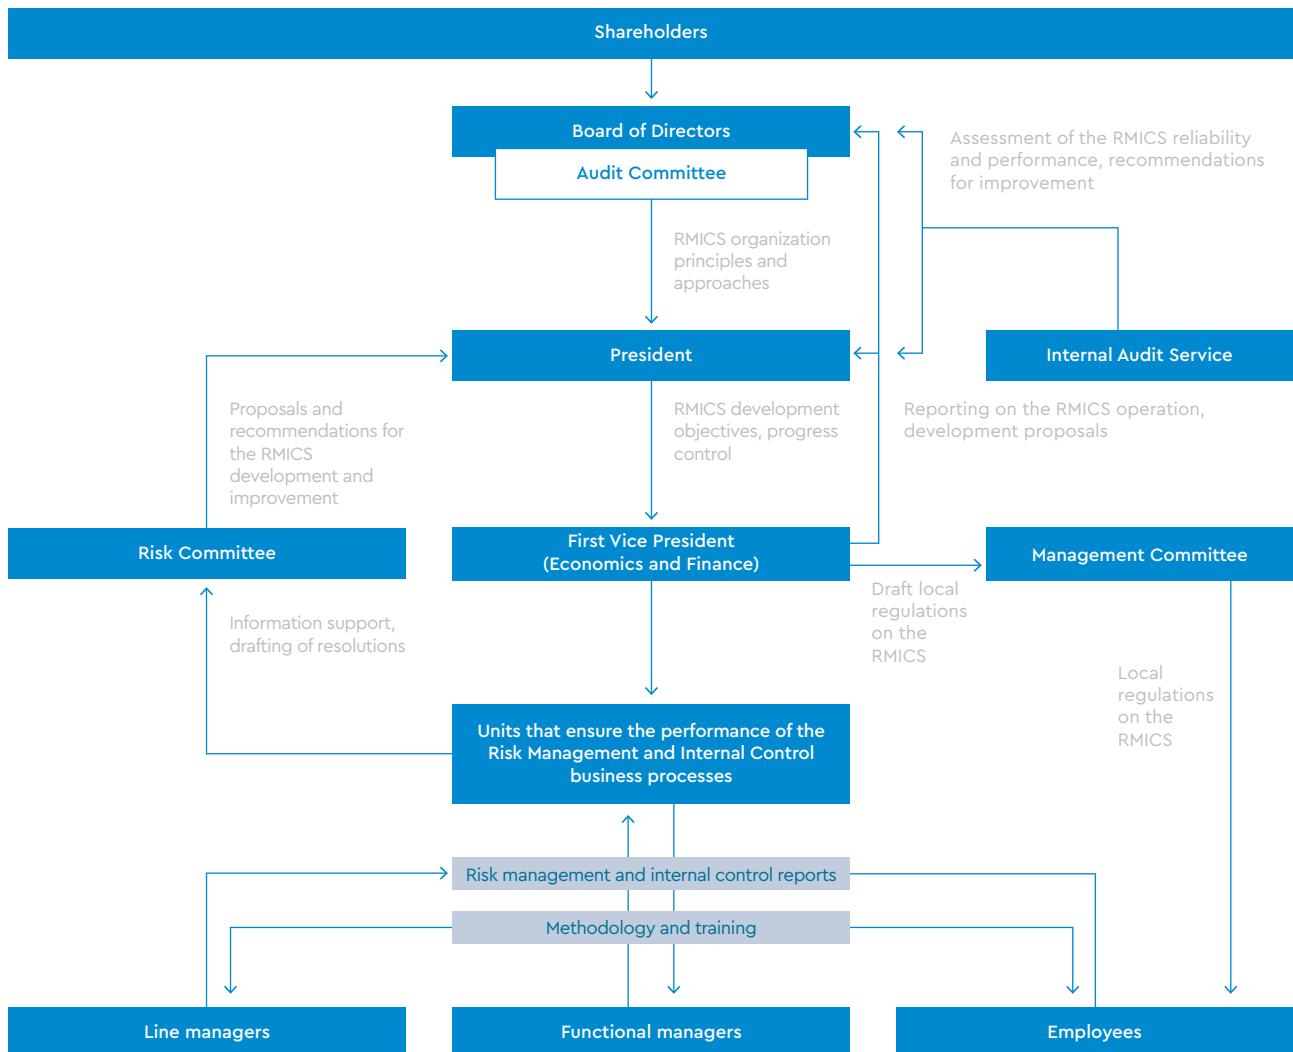 Shareholders
Board of Directors
Audit Committee
Assessment of the RMICS reliability
and performance, recommendations
for improvement
RMICS organization
principles and
approaches
President
Internal Audit Service
Proposals and
recommendations for
the RMICS
development and
improvement
RMICS development
objectives, progress
control
Reporting on the RMICS operation,
development proposals
Risk Committee
First Vice President
(Economics and Finance)
Management Committee
Information support,
drafting of resolutions
Draft local
regulations
on the
RMICS
Local
regulations
on the
RMICS
Units that ensure the performance of the
Risk Management and Internal Control
business processes
Risk management and internal control reports
Methodology and training
Line managers
Functional managers
Employees